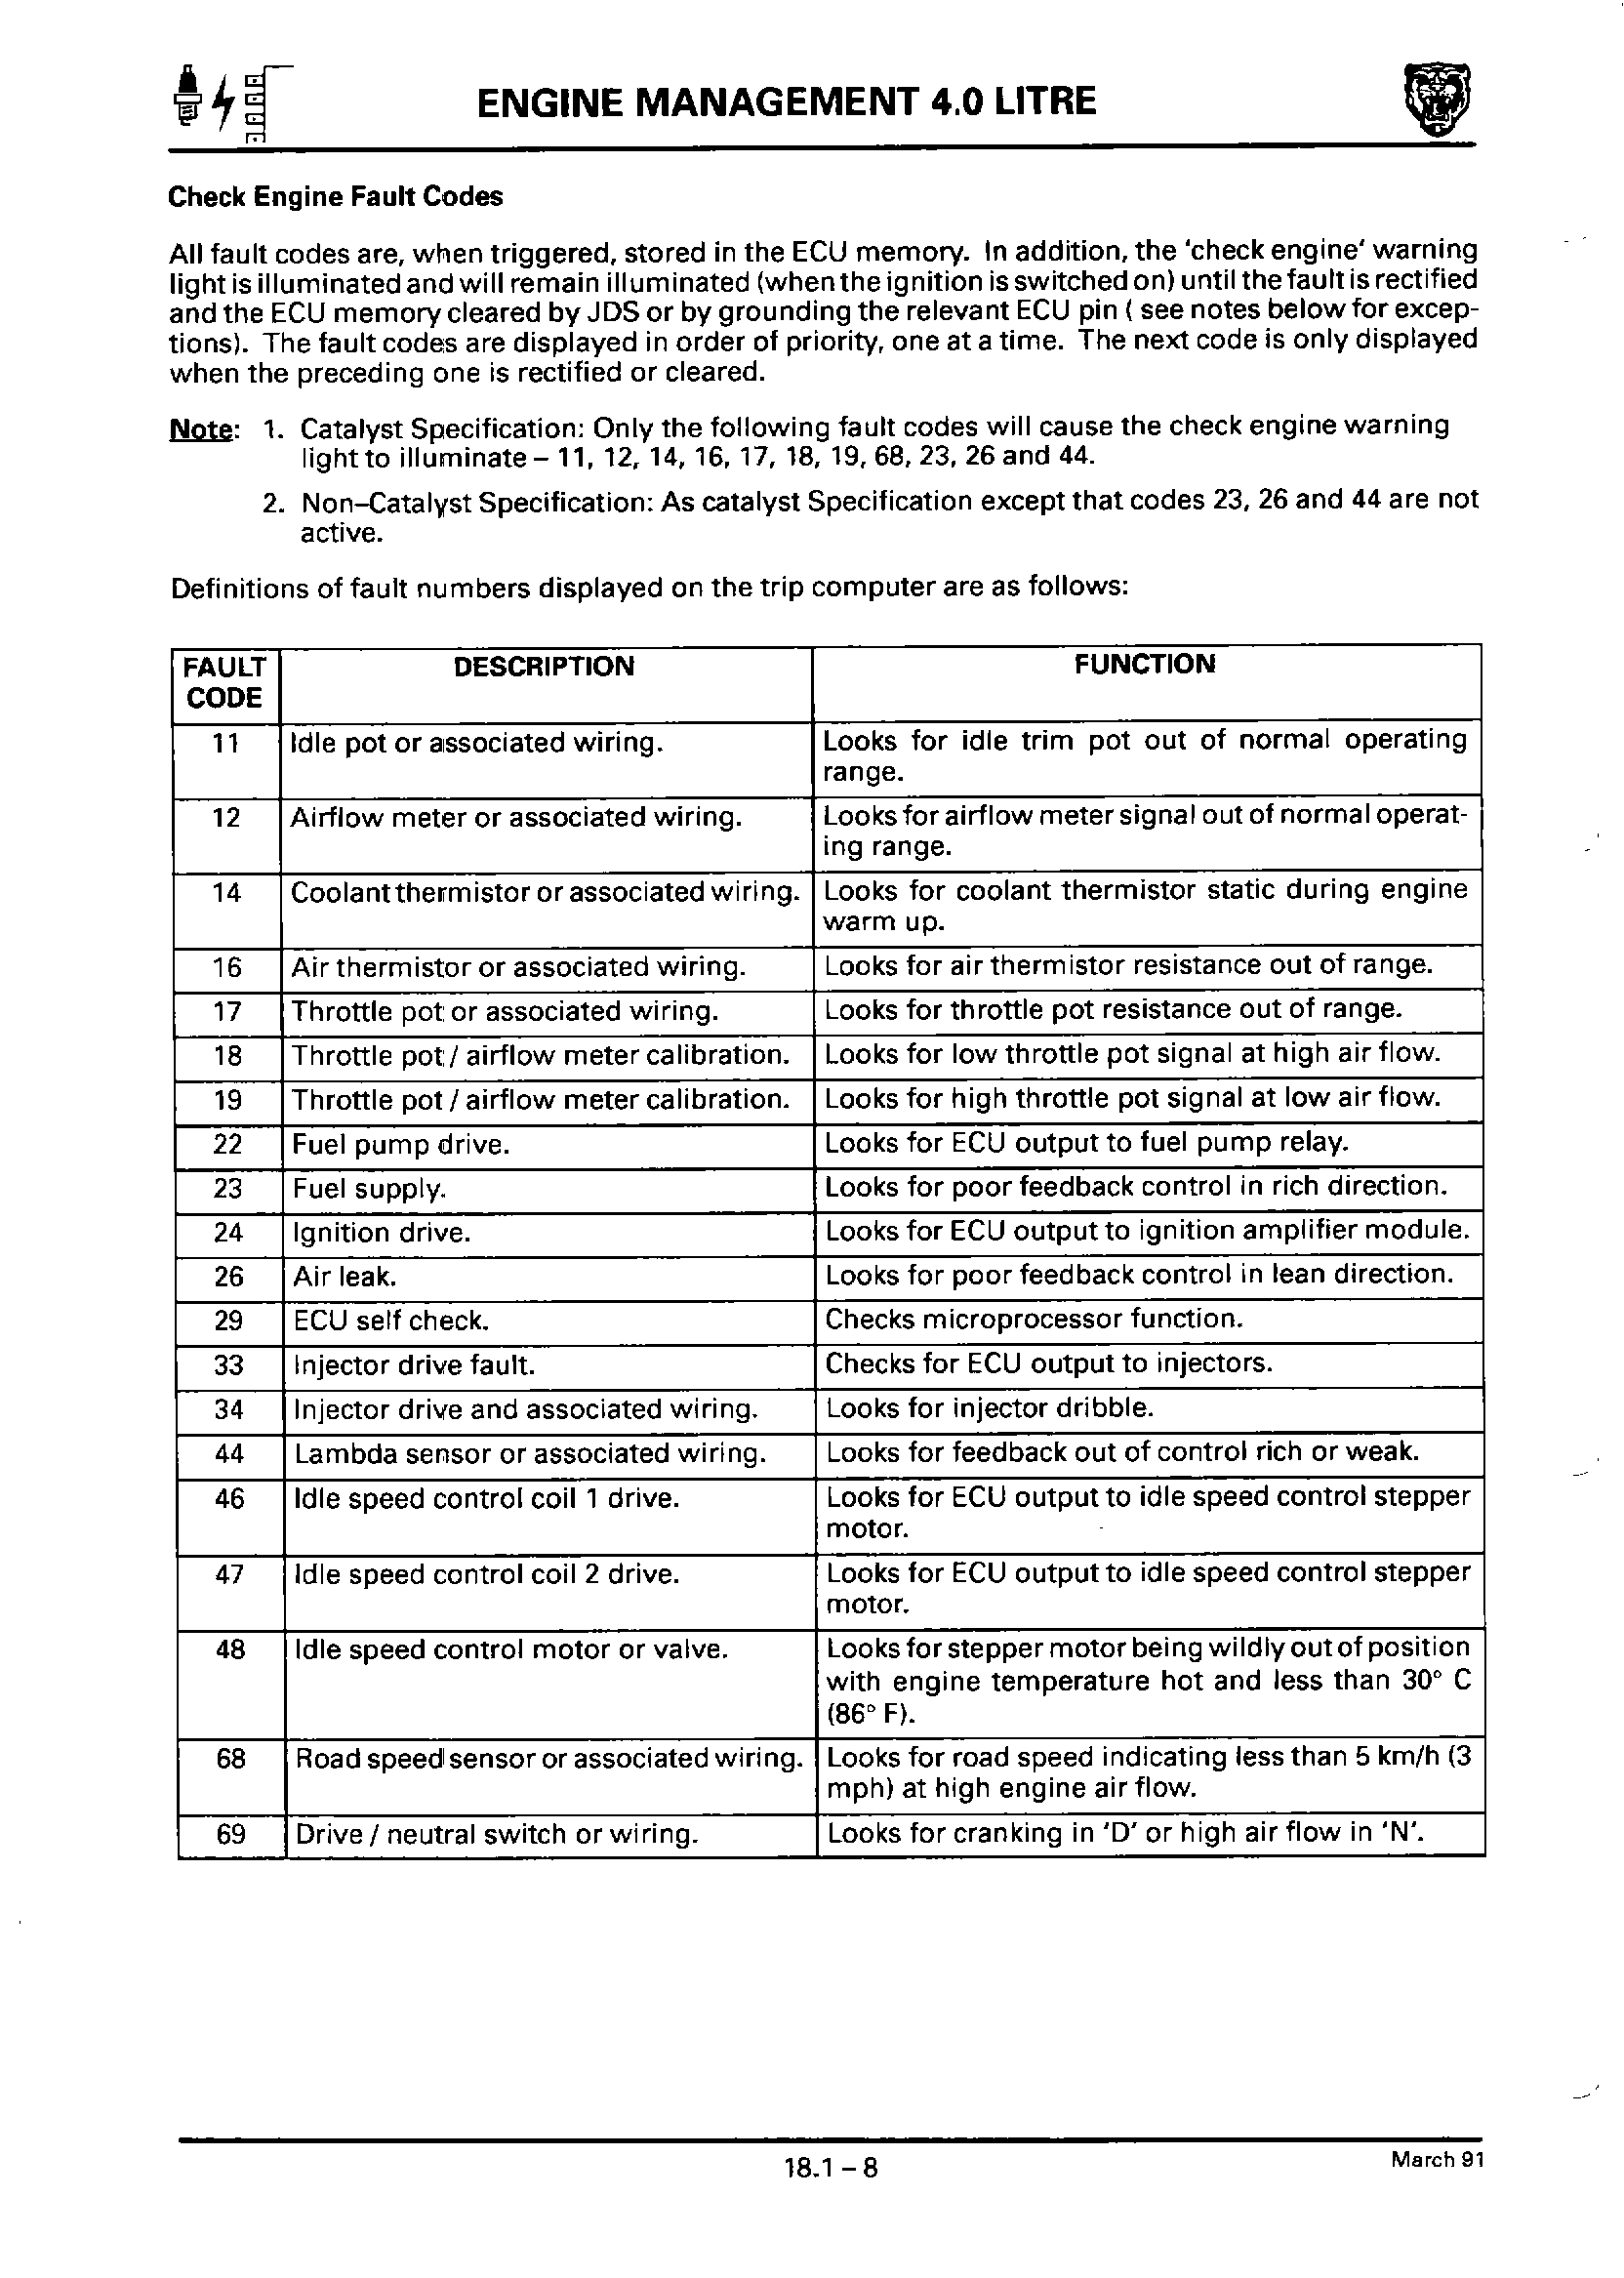 ENGINE MANAGEMENT 4.0 LITRE
Check Engine Fault Codes
All fault codes are, when triggered, stored in the ECU memory. In addition, the 'check engine' warning
light is illuminated and will remain illuminated (when the ignition is switched on) until the fault is rectified
and the ECU memory cleared by JDS or by grounding the relevant ECU pin ( see notes below for excep-
tions). The fault codes are displayed in order of priority, one at a time. The next code is only displayed
when the preceding one is rectified or cleared.
Note: 1. Catalyst Specification: Only the following fault codes will cause the check engine warning
light to illuminate – 11, 12, 14, 16, 17, 18, 19, 68, 23, 26 and 44.
2. Non–Catalyst Specification: As catalyst Specification except that codes 23, 26 and 44 are not
active.
Definitions of fault numbers displayed on the trip computer are as follows:
FAULT DESCRIPTION FUNCTION
CODE
11 Idle pot or associated wiring. Looks for idle trim pot out of normal operating
range.
12 Airflow meter or associated wiring. Looks for airflow meter signal out of normal operat-
ing range.
14 Coolant thermistor or associated wiring. Looks for coolant thermistor static during engine
warm up.
16 Air thermistor or associated wiring. Looks for air thermistor resistance out of range.
17 Throttle pot or associated wiring. Looks for throttle pot resistance out of range.
18 Throttle pot / airflow meter calibration. Looks for low throttle pot signal at high air flow.
19 Throttle pot / airflow meter calibration. Looks for high throttle pot signal at low air flow.
22 Fuel pump drive. Looks for ECU output to fuel pump relay.
23 Fuel supply. Looks for poor feedback control in rich direction.
24 Ignition drive. Looks for ECU output to ignition amplifier module.
26 Air leak. Looks for poor feedback control in lean direction.
29 ECU self check. Checks microprocessor function.
33 Injector drive fault. Checks for ECU output to injectors.
34 Injector drive and associated wiring. Looks for injector dribble.
44 Lambda sensor or associated wiring. Looks for feedback out of control rich or weak.
46 Idle speed control coil 1 drive. Looks for ECU output to idle speed control stepper
motor.
47 Idle speed control coil 2 drive. Looks for ECU output to idle speed control stepper
motor.
48 Idle speed control motor or valve. Looks for stepper motor being wildly out of position
with engine temperature hot and less than 30° C
(86° F).
68 Road speed sensor or associated wiring. Looks for road speed indicating less than 5 km/h (3
mph) at high engine air flow.
69 Drive / neutral switch or wiring. Looks for cranking in 'D' or high air flow in 'N'.
18.1 – 8
March 91